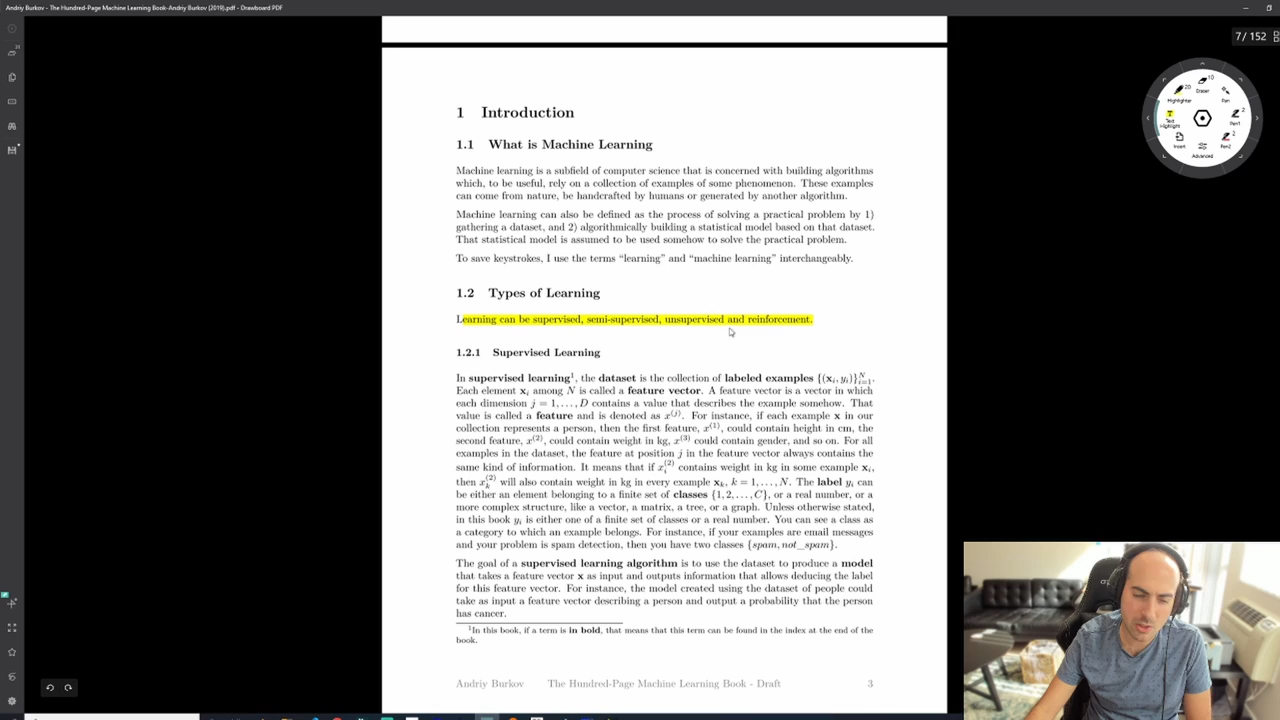 Andriy Burkov - The Hundred-Page Machine Learning Book-Andriy Burkov (2019).pdf - Drawboard PDF
7 / 152
10
Eraser
20
Highlighter
Pen
Text Highlight
2
Pen1
Insert
2
Pen2
Advanced
1 Introduction
1.1 What is Machine Learning
Machine learning is a subfield of computer science that is concerned with building algorithms
which, to be useful, rely on a collection of examples of some phenomenon. These examples
can come from nature, be handcrafted by humans or generated by another algorithm.
Machine learning can also be defined as the process of solving a practical problem by 1)
gathering a dataset, and 2) algorithmically building a statistical model based on that dataset.
That statistical model is assumed to be used somehow to solve the practical problem.
To save keystrokes, I use the terms “learning” and “machine learning” interchangeably.
1.2 Types of Learning
Learning can be supervised, semi-supervised, unsupervised and reinforcement.
1.2.1 Supervised Learning
In supervised learning¹, the dataset is the collection of labeled examples {(xᵢ, yᵢ)}ᵢ₌₁ᴺ.
Each element xᵢ among N is called a feature vector. A feature vector is a vector in which
each dimension j = 1, . . . , D contains a value that describes the example somehow. That
value is called a feature and is denoted as x⁽ʲ⁾. For instance, if each example x in our
collection represents a person, then the first feature, x⁽¹⁾, could contain height in cm, the
second feature, x⁽²⁾, could contain weight in kg, x⁽³⁾ could contain gender, and so on. For all
examples in the dataset, the feature at position j in the feature vector always contains the
same kind of information. It means that if xᵢ⁽²⁾ contains weight in kg in some example xᵢ,
then xₖ⁽²⁾ will also contain weight in kg in every example xₖ, k = 1, . . . , N. The label yᵢ can
be either an element belonging to a finite set of classes {1, 2, . . . , C}, or a real number, or a
more complex structure, like a vector, a matrix, a tree, or a graph. Unless otherwise stated,
in this book yᵢ is either one of a finite set of classes or a real number. You can see a class as
a category to which an example belongs. For instance, if your examples are email messages
and your problem is spam detection, then you have two classes {spam, not_spam}.
The goal of a supervised learning algorithm is to use the dataset to produce a model
that takes a feature vector x as input and outputs information that allows deducing the label
for this feature vector. For instance, the model created using the dataset of people could
take as input a feature vector describing a person and output a probability that the person
has cancer.
¹In this book, if a term is in bold, that means that this term can be found in the index at the end of the
book.
Andriy Burkov The Hundred-Page Machine Learning Book - Draft 3